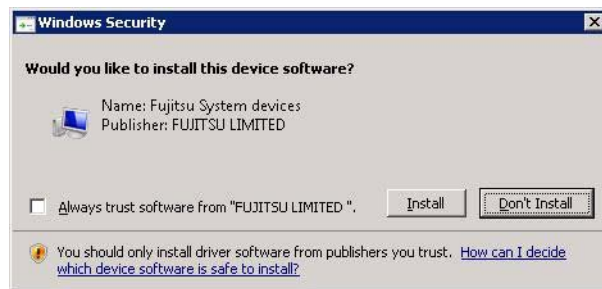 Windows Security
Would you like to install this device software?
Name: Fujitsu System devices
Publisher: FUJITSU LIMITED
Always trust software from "FUJITSU LIMITED ".
Install
Don't Install
You should only install driver software from publishers you trust. How can I decide
which device software is safe to install?